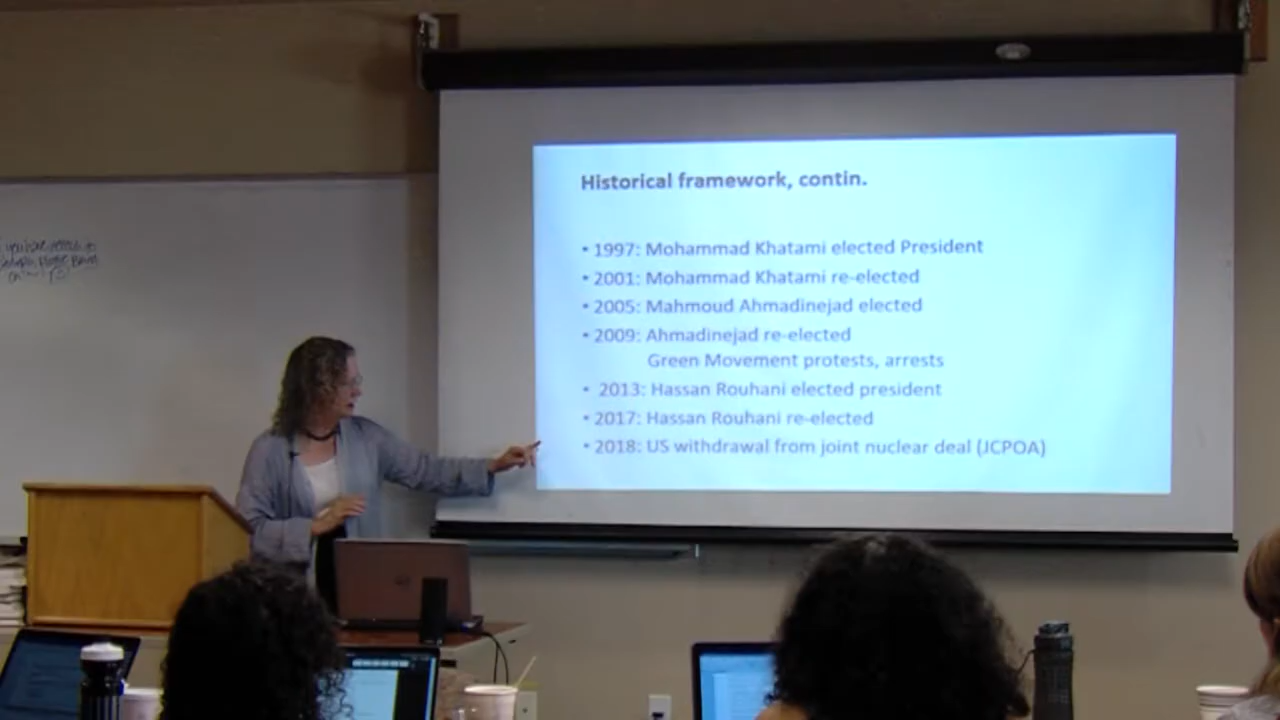 you have
Historical framework, contin.
• 1997: Mohammad Khatami elected President
• 2001: Mohammad Khatami re-elected
• 2005: Mahmoud Ahmadinejad elected
• 2009: Ahmadinejad re-elected
Green Movement protests, arrests
• 2013: Hassan Rouhani elected president
• 2017: Hassan Rouhani re-elected
• 2018: US withdrawal from joint nuclear deal (JCPOA)